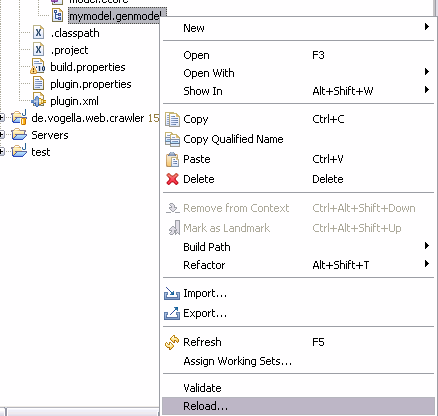 model.ecore
mymodel.genmodel
.classpath
.project
build.properties
plugin.properties
plugin.xml
de.vogella.web.crawler 15
Servers
test
New
Open F3
Open With
Show In Alt+Shift+W
Copy Ctrl+C
Copy Qualified Name
Paste Ctrl+V
Delete Delete
Remove from Context Ctrl+Alt+Shift+Down
Mark as Landmark Ctrl+Alt+Shift+Up
Build Path
Refactor Alt+Shift+T
Import...
Export...
Refresh F5
Assign Working Sets...
Validate
Reload...